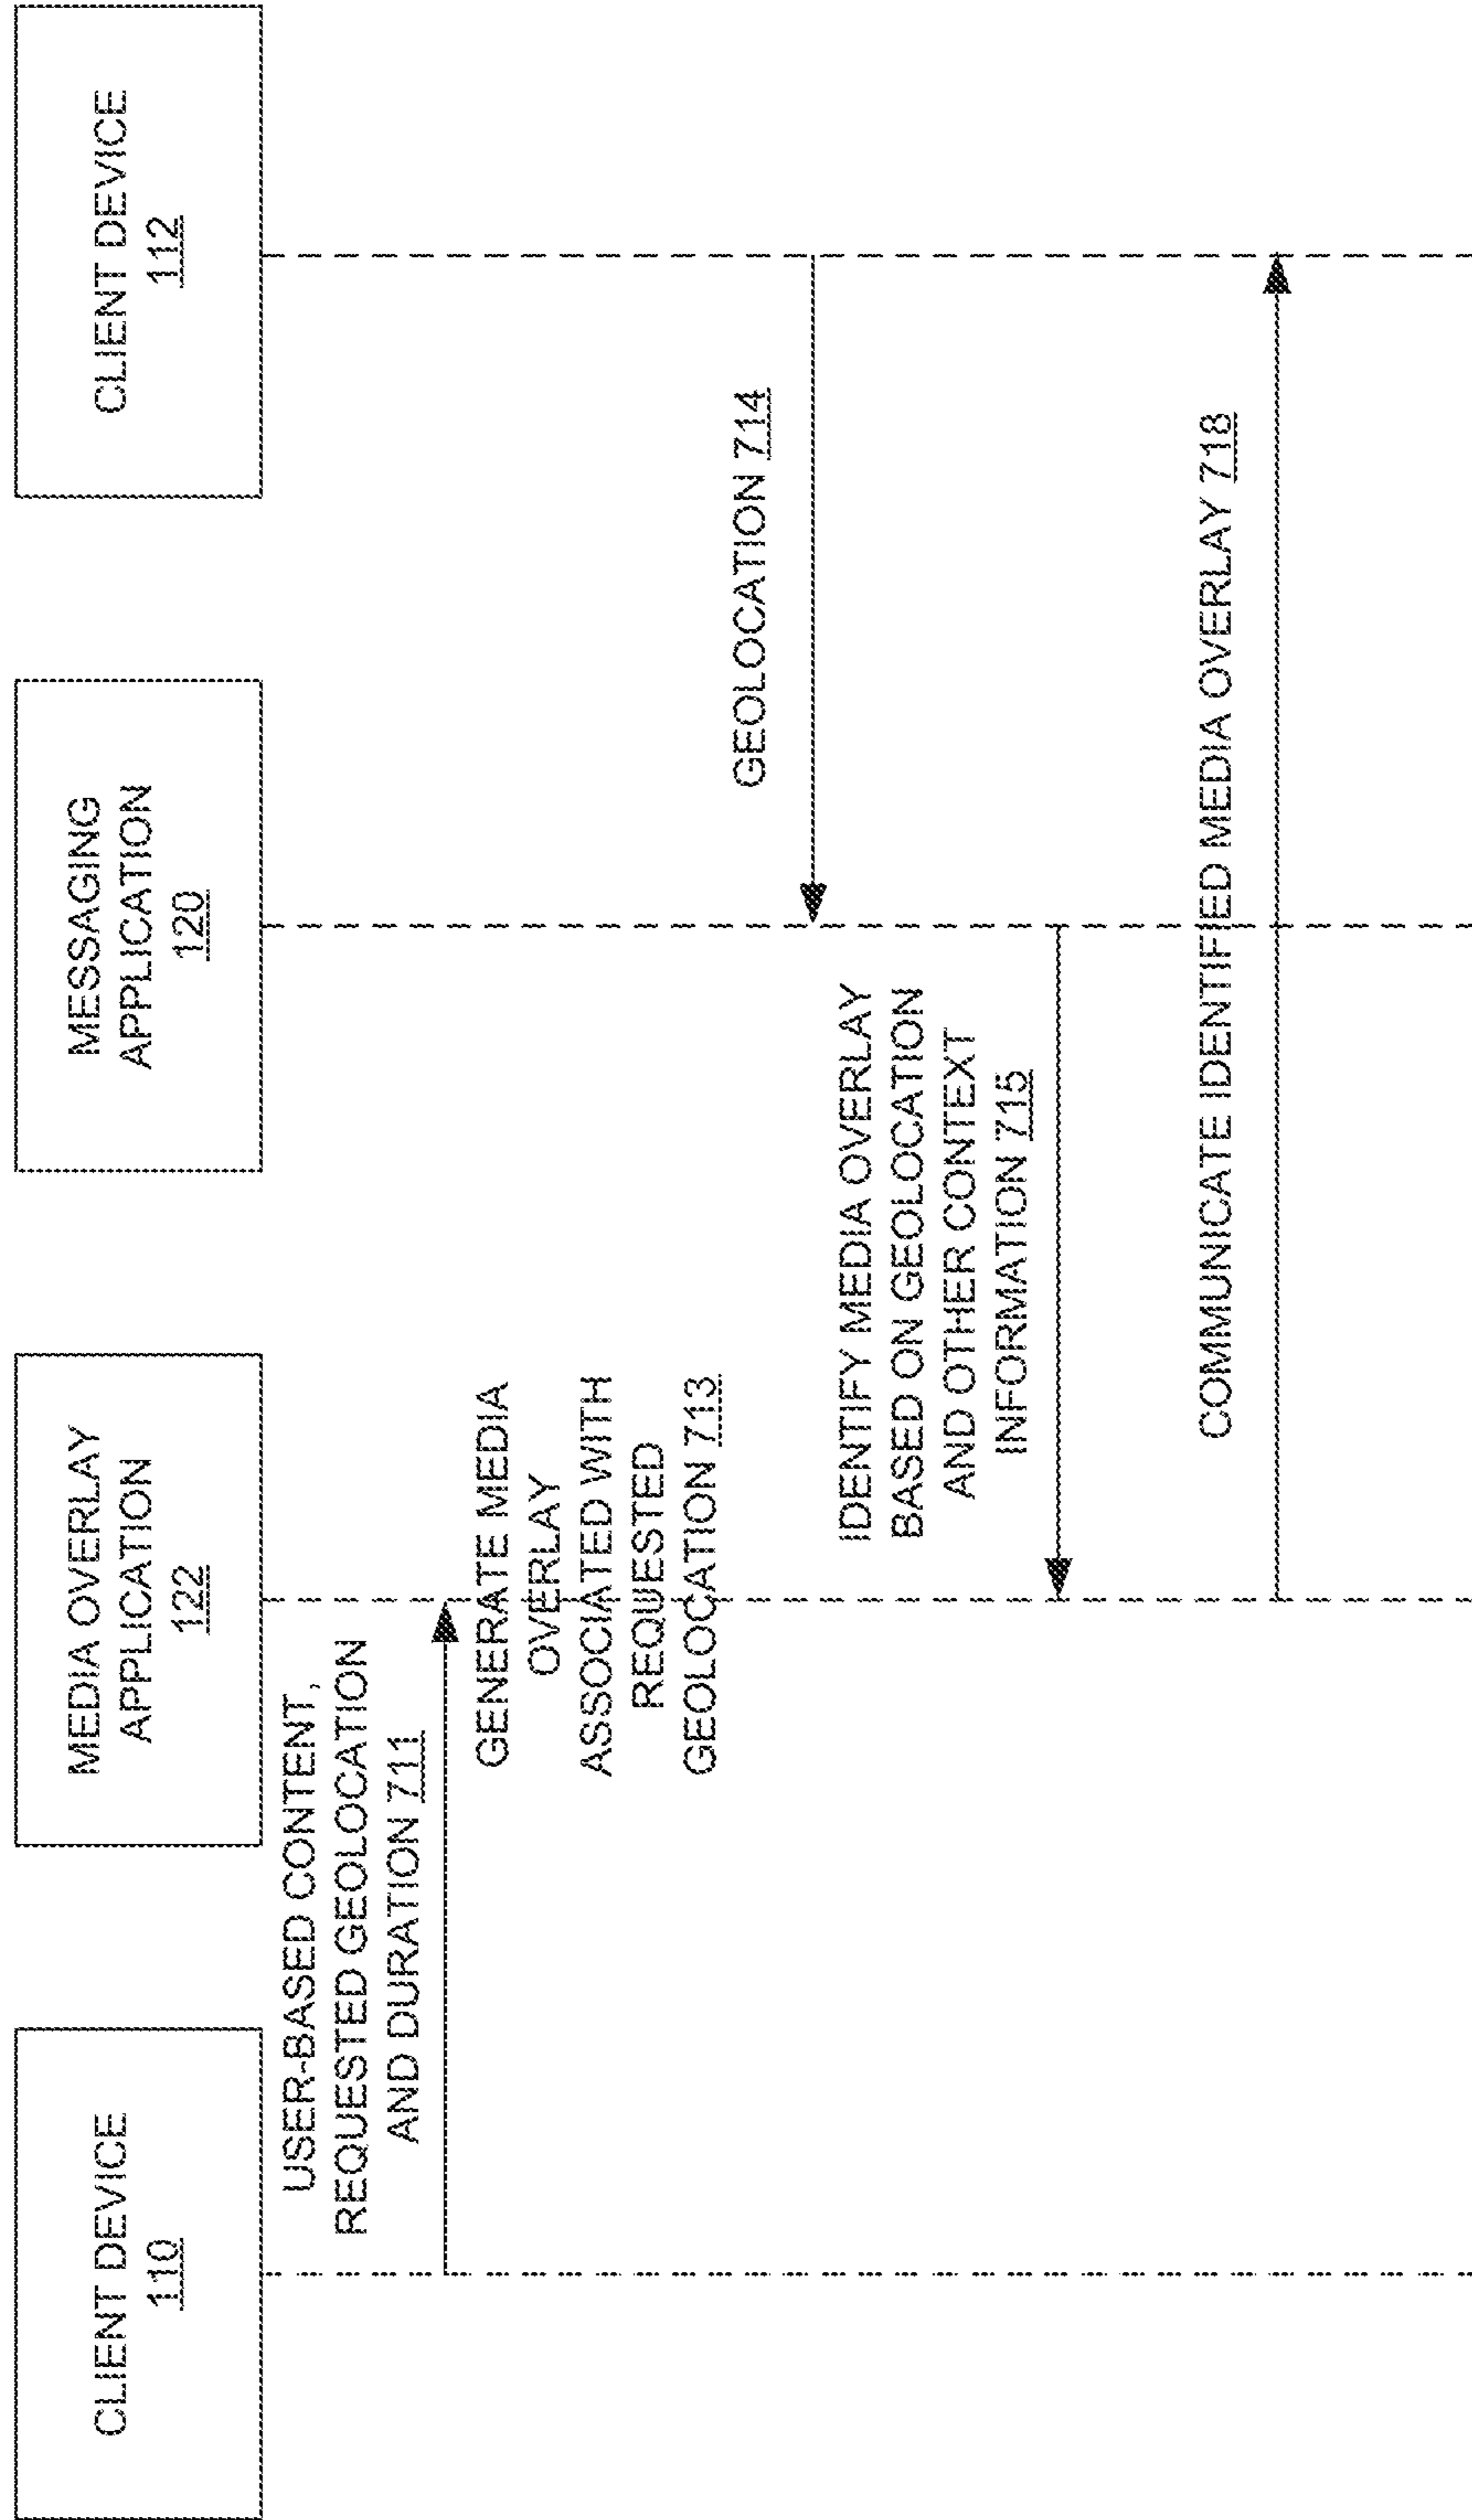 CLIENT DEVICE
110
MEDIA OVERLAY
APPLICATION
122
MESSAGING
APPLICATION
120
CLIENT DEVICE
112
USER-BASED CONTENT,
REQUESTED GEOLOCATION
AND DURATION 711
GENERATE MEDIA
OVERLAY
ASSOCIATED WITH
REQUESTED
GEOLOCATION 713
GEOLOCATION 714
IDENTIFY MEDIA OVERLAY
BASED ON GEOLOCATION
AND OTHER CONTEXT
INFORMATION 715
COMMUNICATE IDENTIFIED MEDIA OVERLAY 718